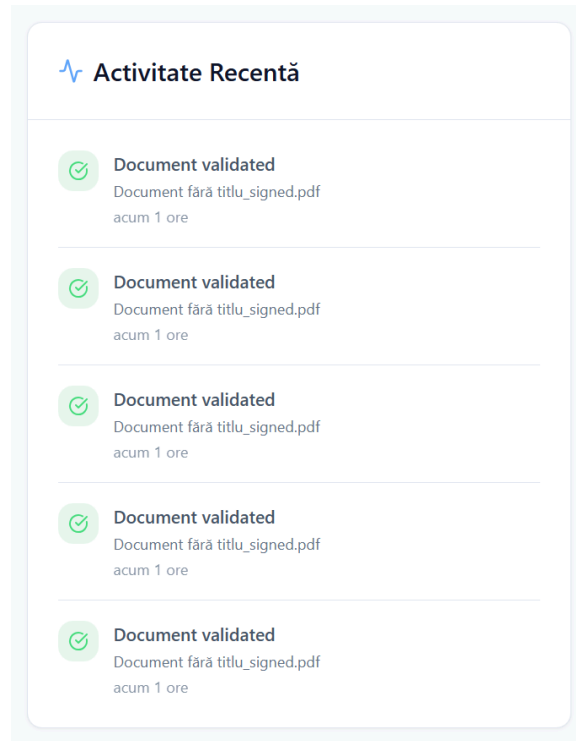 Activitate Recentă
Document validated
Document fără titlu_signed.pdf
acum 1 ore
Document validated
Document fără titlu_signed.pdf
acum 1 ore
Document validated
Document fără titlu_signed.pdf
acum 1 ore
Document validated
Document fără titlu_signed.pdf
acum 1 ore
Document validated
Document fără titlu_signed.pdf
acum 1 ore